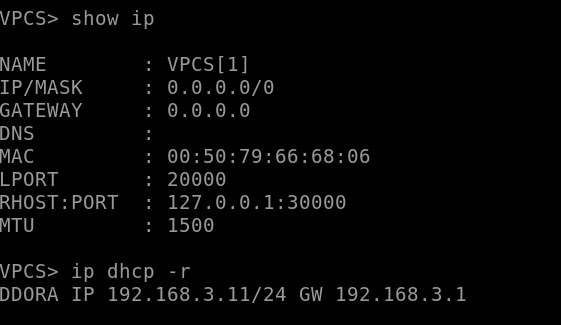 VPCS> show ip
NAME        : VPCS[1]
IP/MASK     : 0.0.0.0/0
GATEWAY     : 0.0.0.0
DNS         :
MAC         : 00:50:79:66:68:06
LPORT       : 20000
RHOST:PORT  : 127.0.0.1:30000
MTU         : 1500
VPCS> ip dhcp -r
DDORA IP 192.168.3.11/24 GW 192.168.3.1